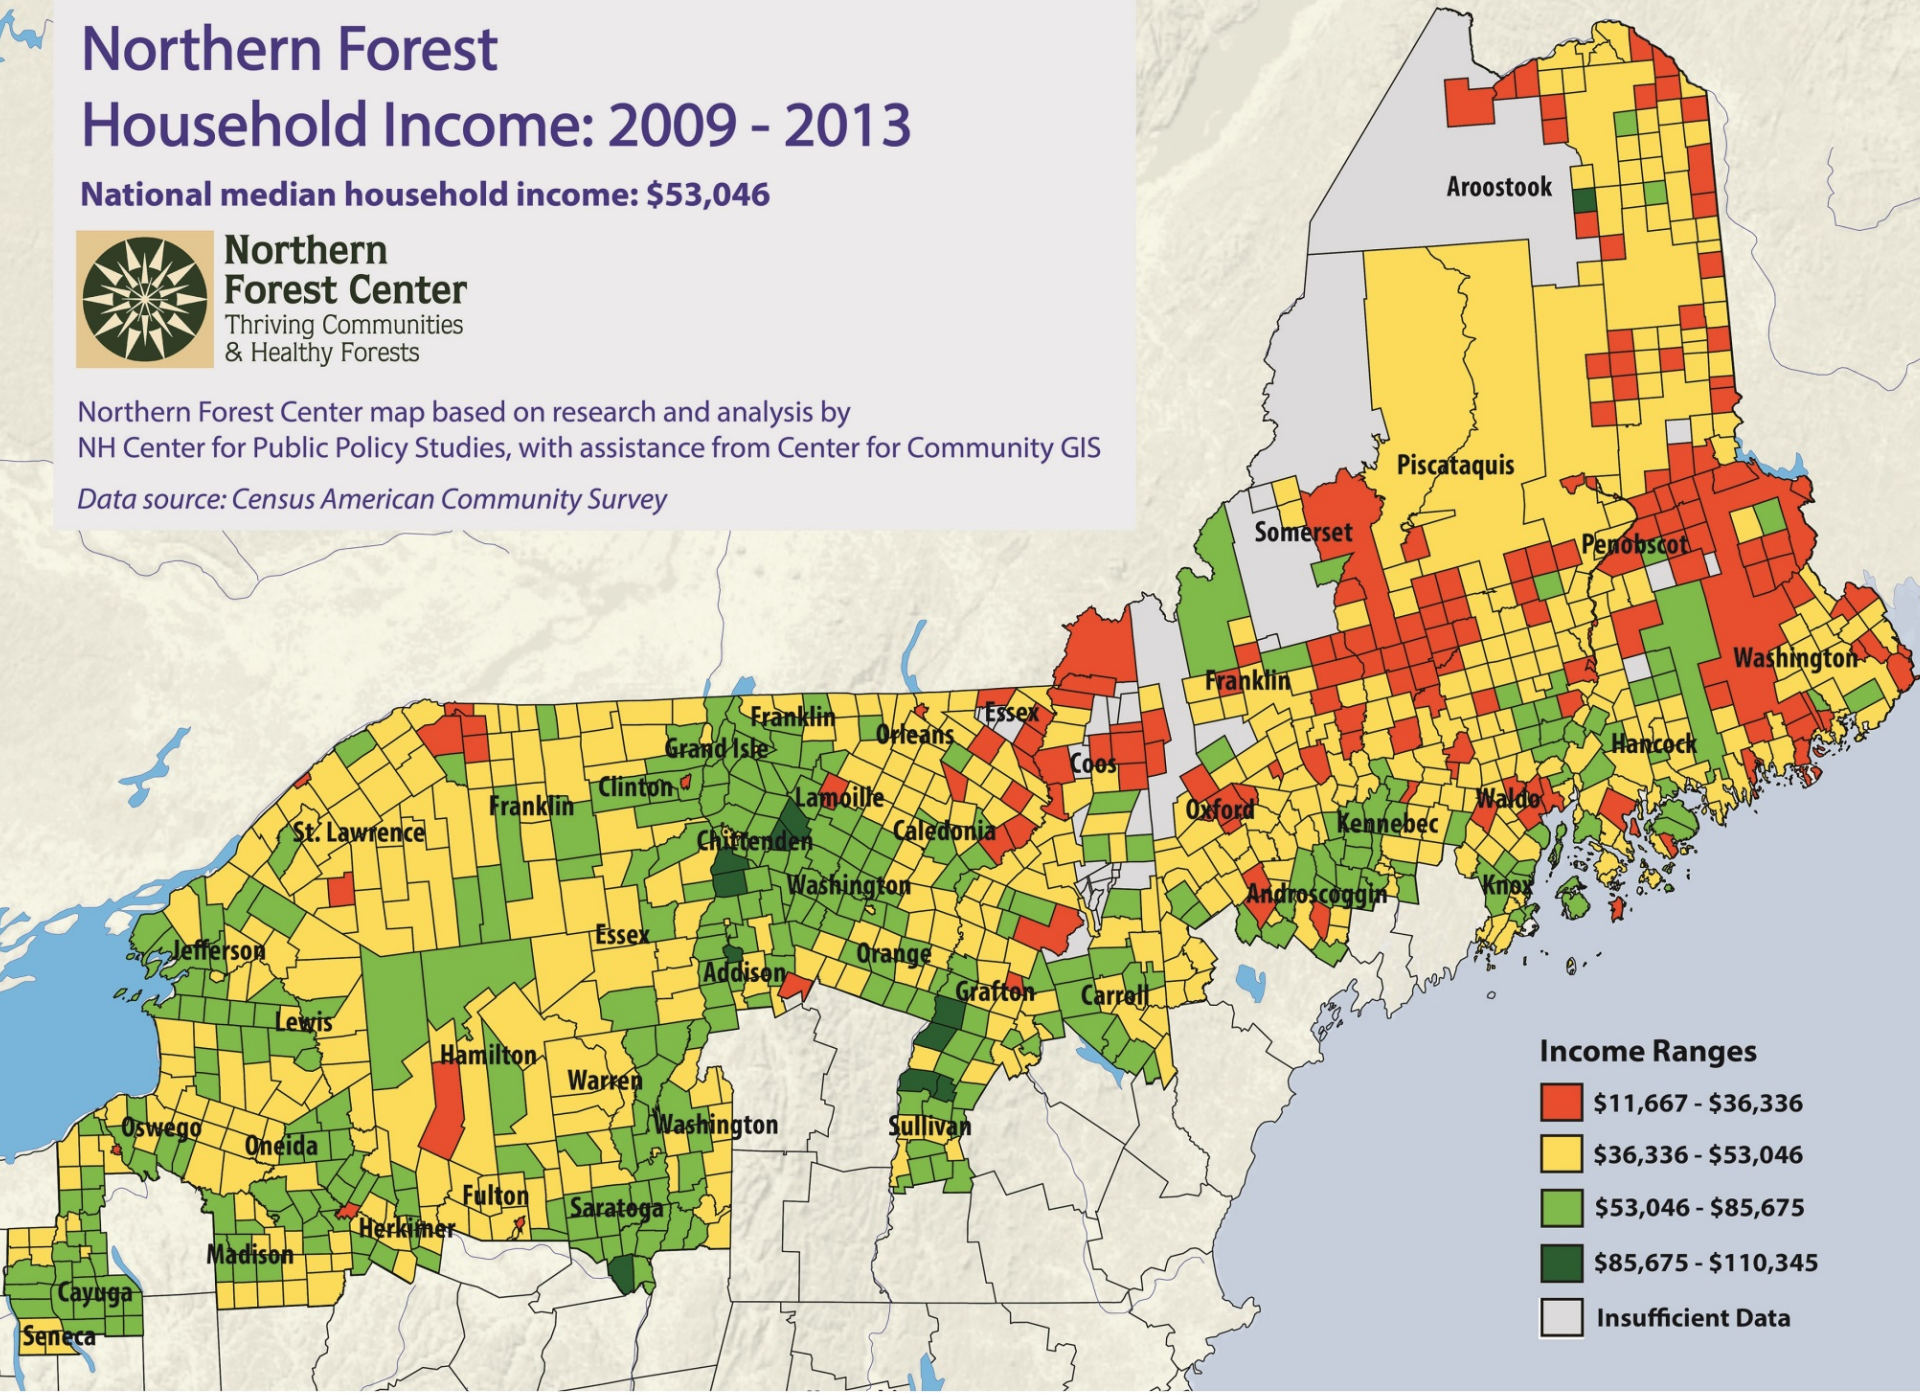 Northern Forest
Household Income: 2009 - 2013
National median household income: $53,046
Northern
Forest Center
Thriving Communities
& Healthy Forests
Northern Forest Center map based on research and analysis by
NH Center for Public Policy Studies, with assistance from Center for Community GIS
Data source: Census American Community Survey
Aroostook
Piscataquis
Somerset
Penobscot
Washington
Franklin
Hancock
Essex
Franklin
Orleans
Grand Isle
Coos
Clinton
Lamoille
Franklin
Oxford
Waldo
Kennebec
St. Lawrence
Caledonia
Chittenden
Washington
Androscoggin
Knox
Essex
Jefferson
Orange
Addison
Grafton
Carroll
Lewis
Hamilton
Warren
Washington
Sullivan
Oswego
Oneida
Fulton
Saratoga
Herkimer
Madison
Cayuga
Seneca
Income Ranges
$11,667 - $36,336
$36,336 - $53,046
$53,046 - $85,675
$85,675 - $110,345
Insufficient Data